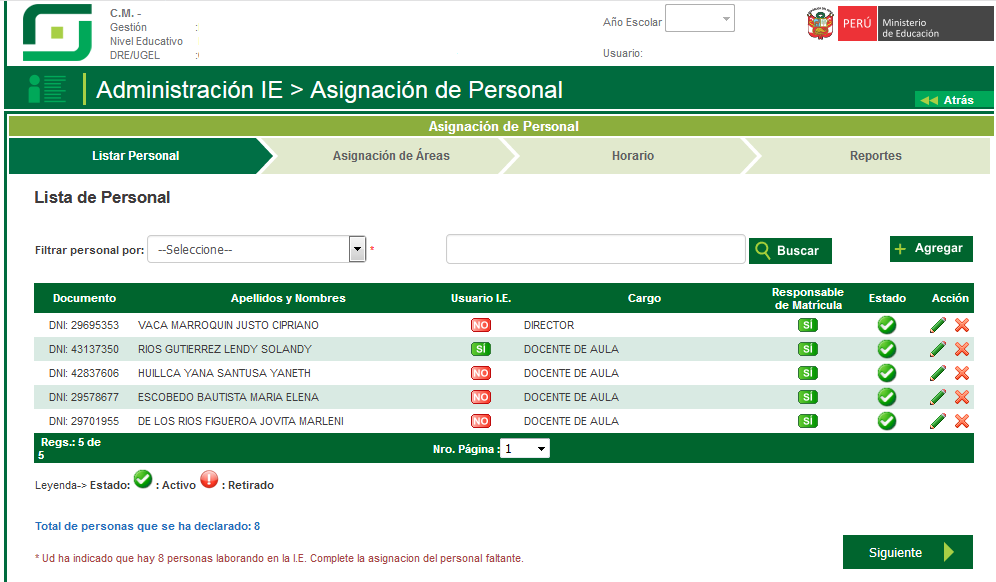 C.M. -
Gestión :
Nivel Educativo
DRE/UGEL :
Año Escolar
Usuario:
PERÚ Ministerio
de Educación
Administración IE > Asignación de Personal
Atrás
Asignación de Personal
Listar Personal Asignación de Áreas Horario Reportes
Lista de Personal
Filtrar personal por: --Seleccione-- * Buscar + Agregar
Documento Apellidos y Nombres Usuario I.E. Cargo Responsable de Matrícula Estado Acción
DNI: 29695353 VACA MARROQUIN JUSTO CIPRIANO NO DIRECTOR SÍ
DNI: 43137350 RIOS GUTIERREZ LENDY SOLANDY SÍ DOCENTE DE AULA SÍ
DNI: 42837606 HUILLCA YANA SANTUSA YANETH NO DOCENTE DE AULA SÍ
DNI: 29578677 ESCOBEDO BAUTISTA MARIA ELENA NO DOCENTE DE AULA SÍ
DNI: 29701955 DE LOS RIOS FIGUEROA JOVITA MARLENI NO DOCENTE DE AULA SÍ
Regs.: 5 de
5
Nro. Página : 1
Leyenda-> Estado: : Activo : Retirado
Total de personas que se ha declarado: 8
* Ud ha indicado que hay 8 personas laborando en la I.E. Complete la asignacion del personal faltante.
Siguiente